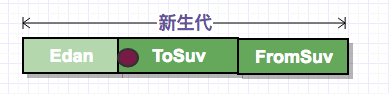 新生代
Edan ToSuv FromSuv